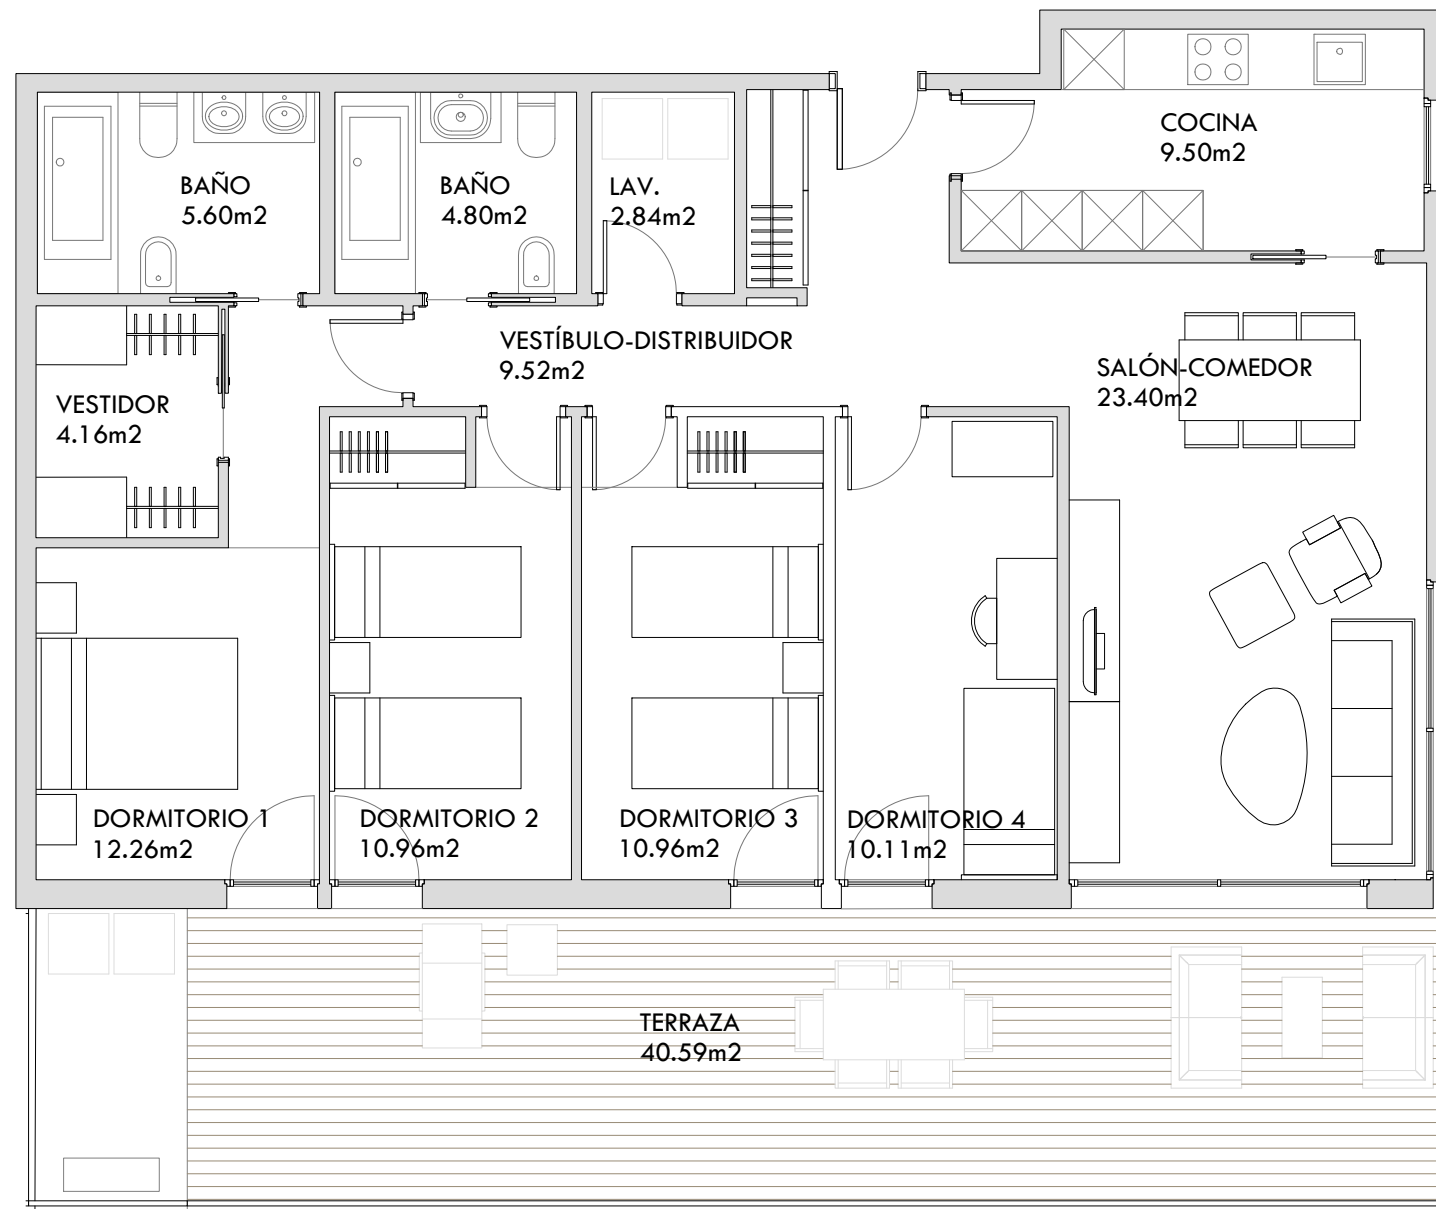 COCINA
9.50m2
BAÑO
5.60m2
BAÑO
4.80m2
LAV.
2.84m2
VESTÍBULO-DISTRIBUIDOR
9.52m2
SALÓN-COMEDOR
23.40m2
VESTIDOR
4.16m2
DORMITORIO 1
12.26m2
DORMITORIO 2
10.96m2
DORMITORIO 3
10.96m2
DORMITORIO 4
10.11m2
TERRAZA
40.59m2